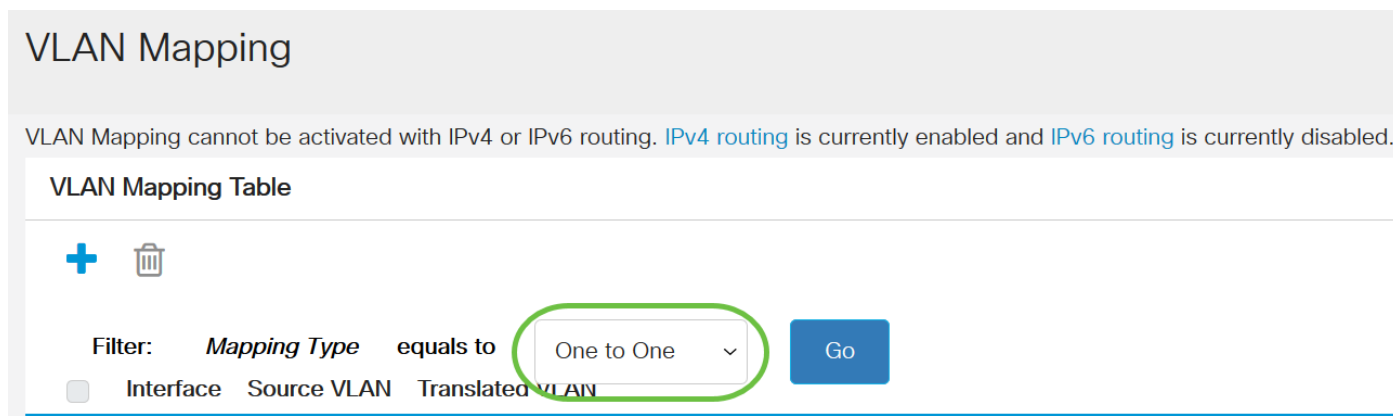 VLAN Mapping
VLAN Mapping cannot be activated with IPv4 or IPv6 routing. IPv4 routing is currently enabled and IPv6 routing is currently disabled.
VLAN Mapping Table
Filter: Mapping Type equals to One to One Go
Interface Source VLAN Translated VLAN